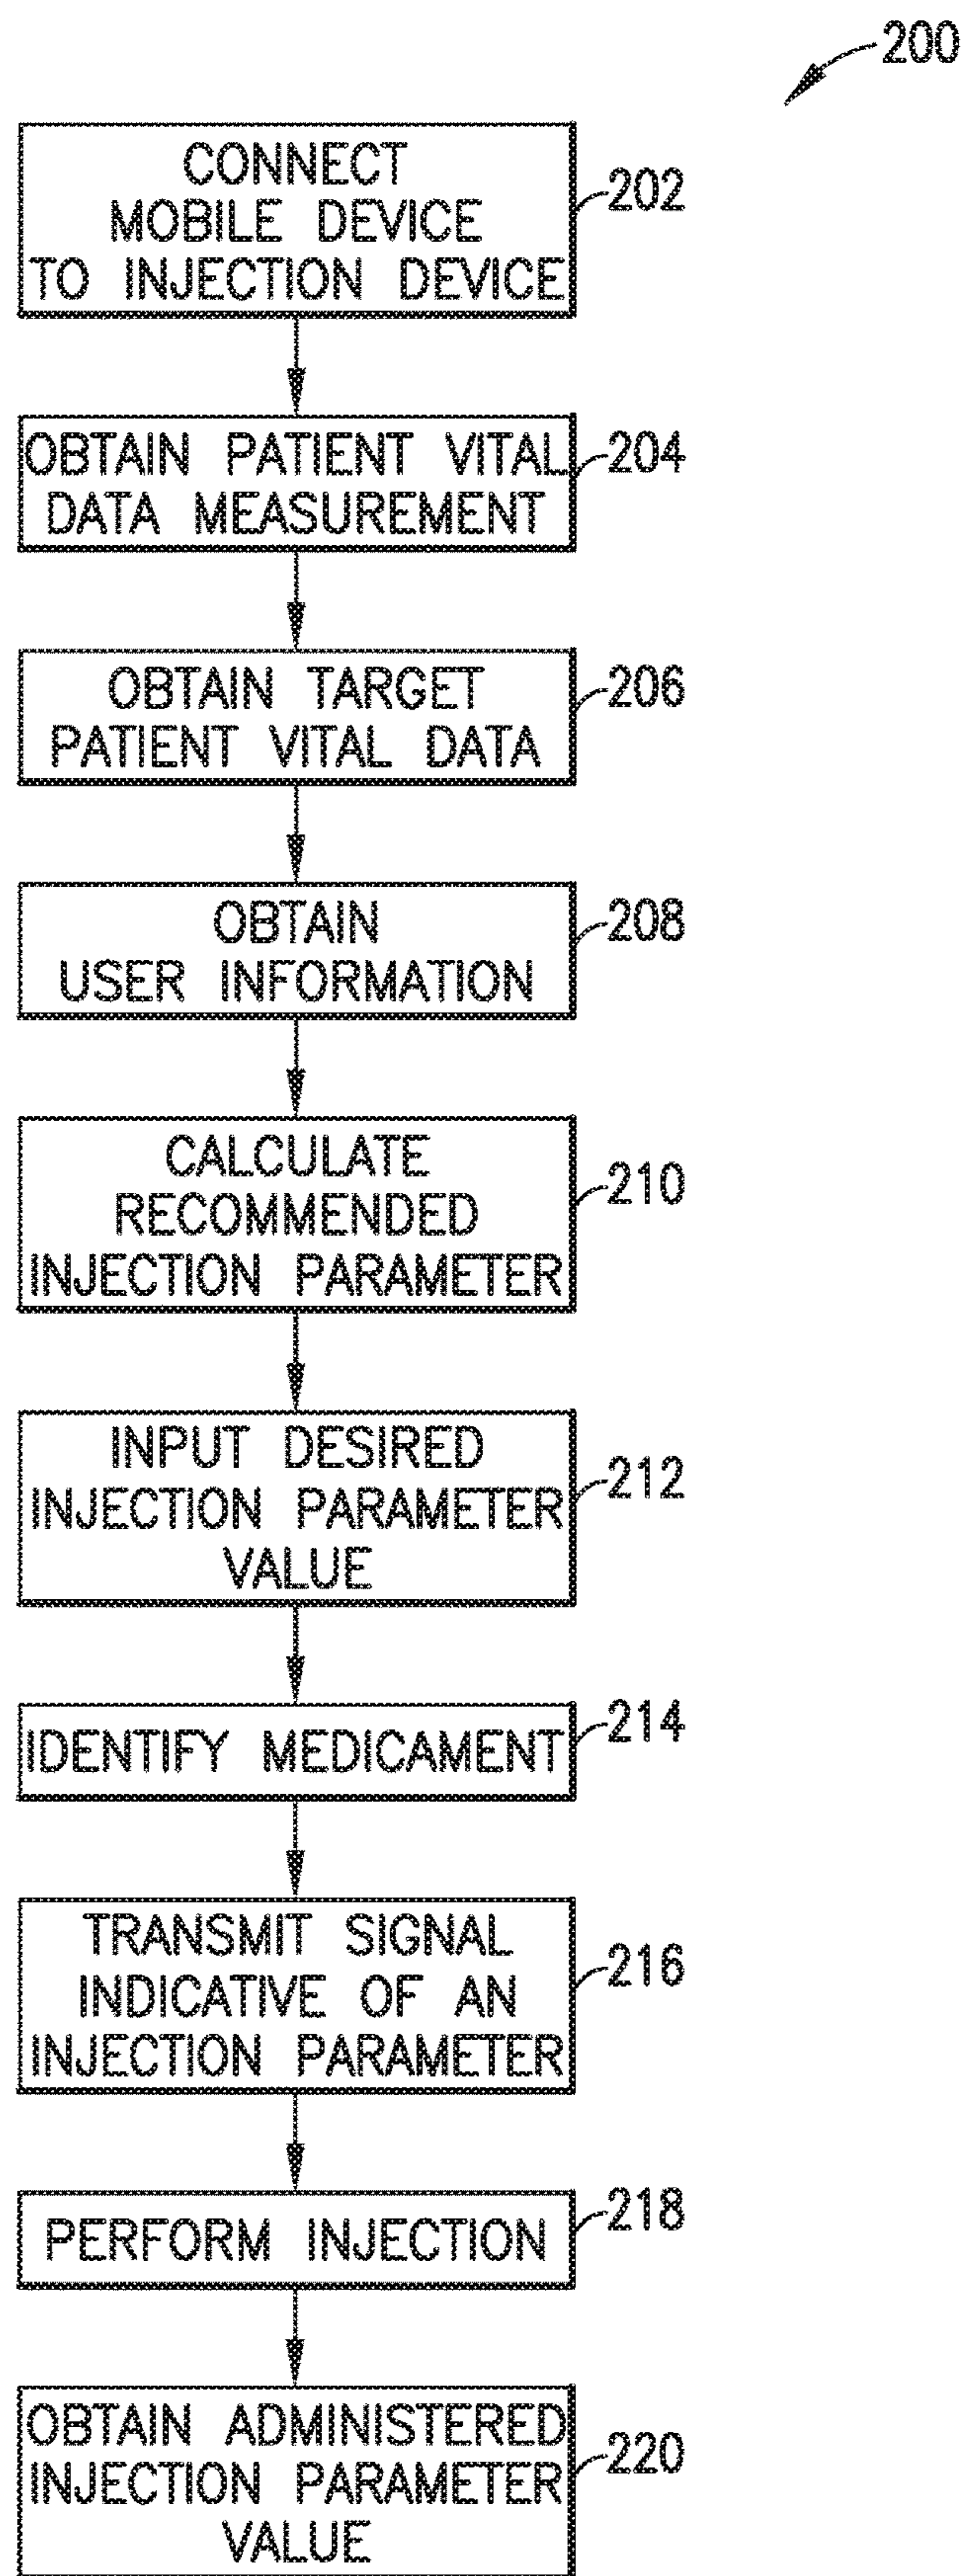 200
CONNECT
MOBILE DEVICE
TO INJECTION DEVICE
202
OBTAIN PATIENT VITAL
DATA MEASUREMENT
204
OBTAIN TARGET
PATIENT VITAL DATA
206
OBTAIN
USER INFORMATION
208
CALCULATE
RECOMMENDED
INJECTION PARAMETER
210
INPUT DESIRED
INJECTION PARAMETER
VALUE
212
IDENTIFY MEDICAMENT
214
TRANSMIT SIGNAL
INDICATIVE OF AN
INJECTION PARAMETER
216
PERFORM INJECTION
218
OBTAIN ADMINISTERED
INJECTION PARAMETER
VALUE
220